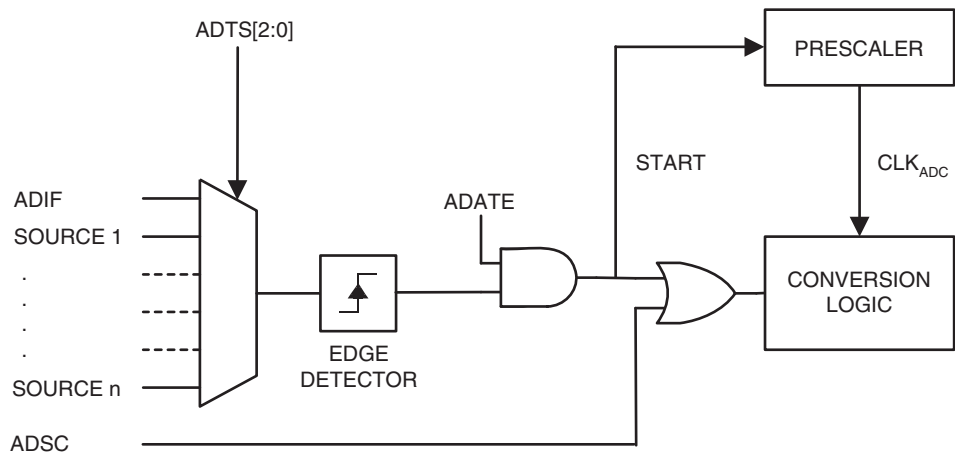 ADTS[2:0]
PRESCALER
START
CLKADC
ADIF
ADATE
SOURCE 1
.
.
.
.
CONVERSION
LOGIC
EDGE
DETECTOR
SOURCE n
ADSC